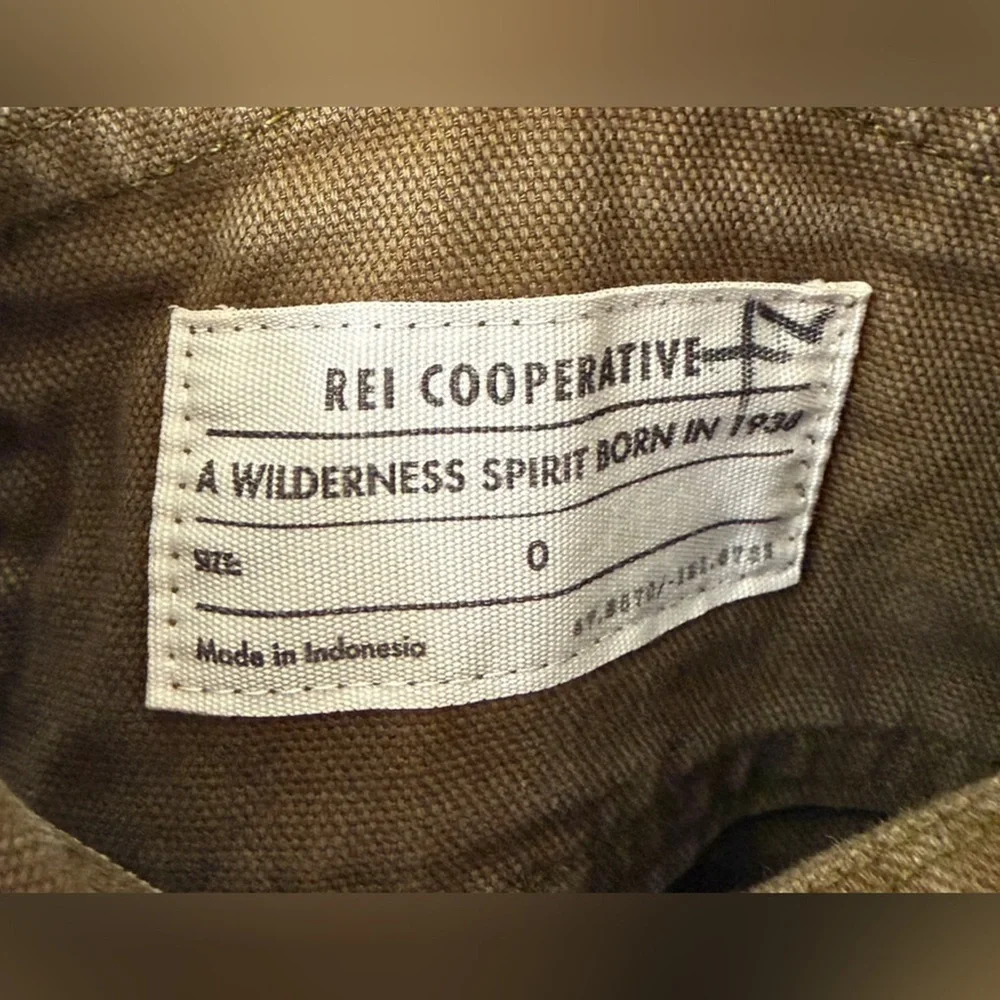 REI COOPERATIVE
A WILDERNESS SPIRIT BORN IN 1938
SIZE: 0
Made in Indonesia